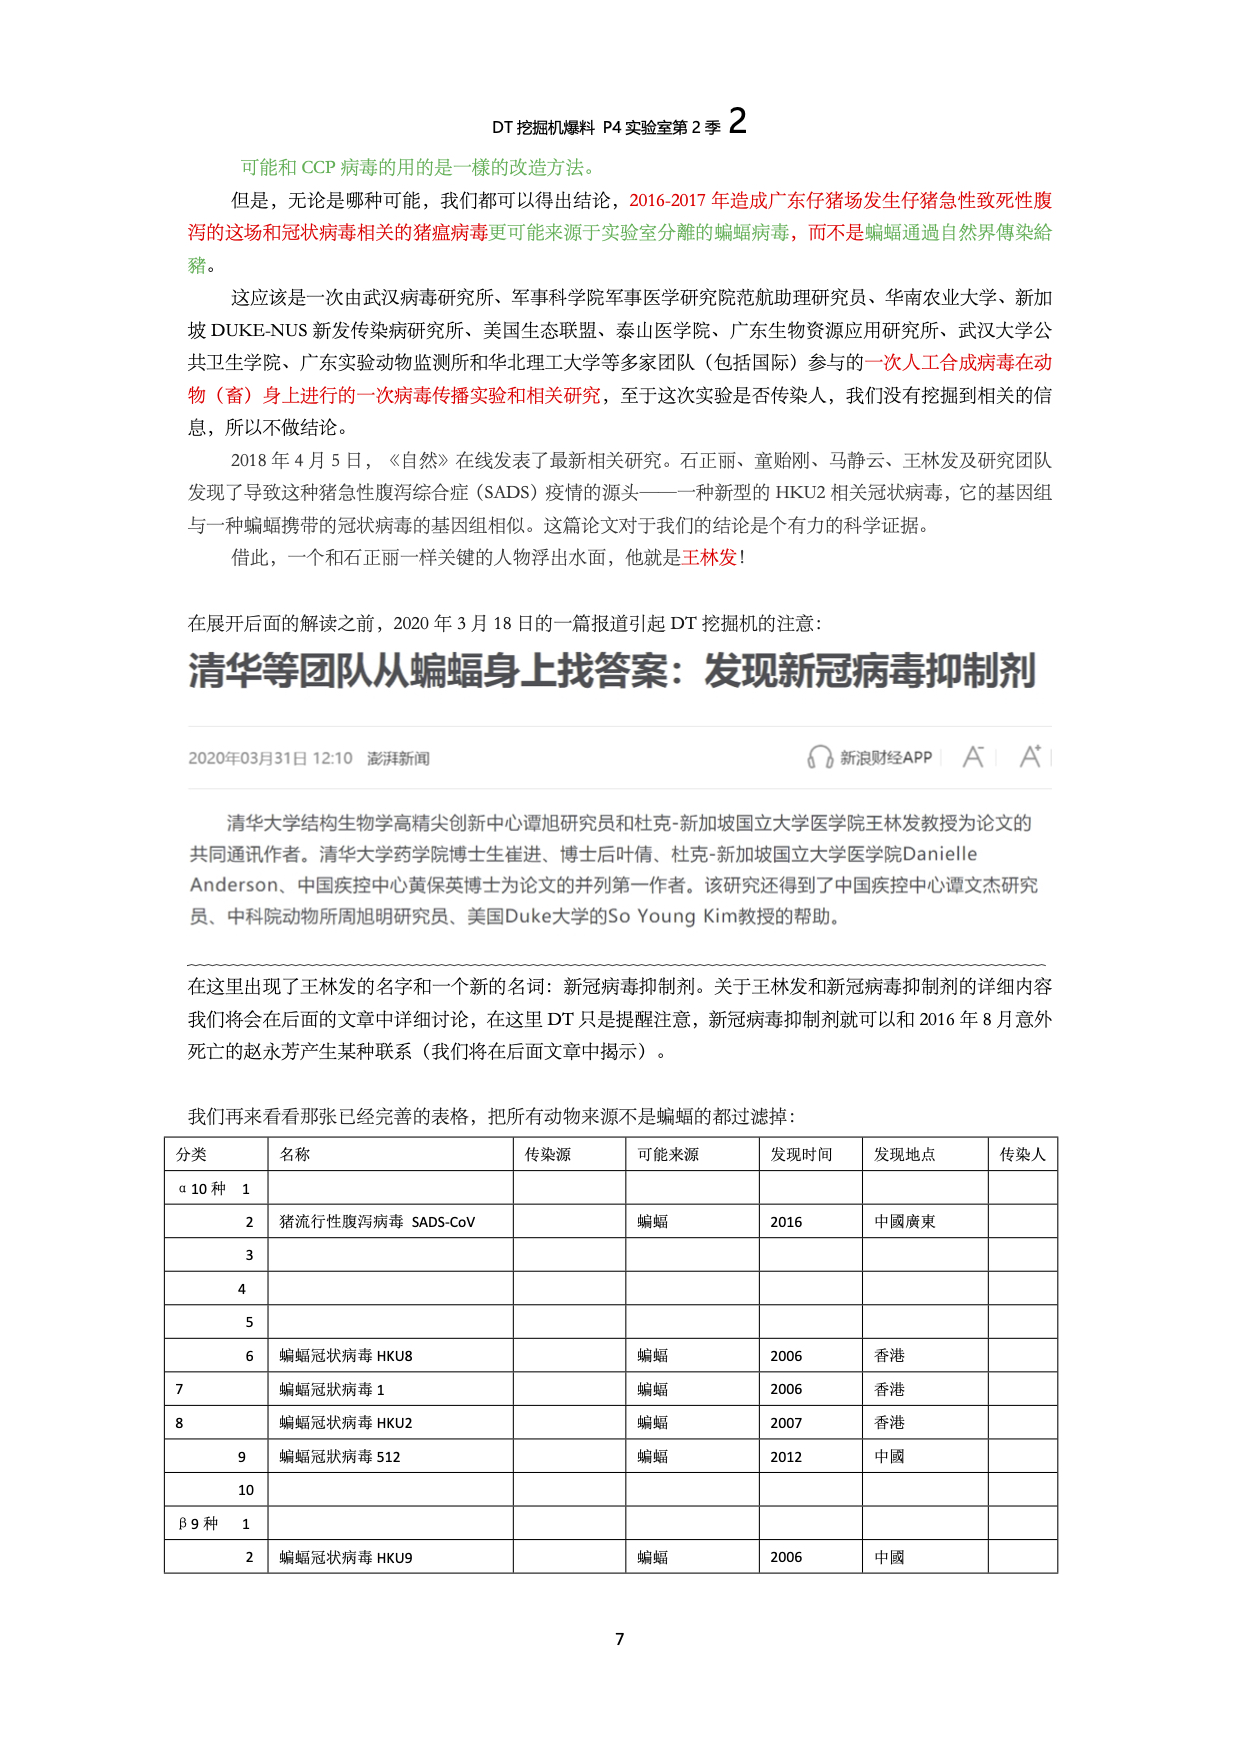 DT 挖掘机爆料 P4 实验室第 2 季 2
可能和 CCP 病毒的用的是一樣的改造方法。
但是，无论是哪种可能，我们都可以得出结论，2016-2017 年造成广东仔猪场发生仔猪急性致死性腹
泻的这场和冠状病毒相关的猪瘟病毒更可能来源于实验室分離的蝙蝠病毒，而不是蝙蝠通過自然界傳染給
豬。
这应该是一次由武汉病毒研究所、军事科学院军事医学研究院范航助理研究员、华南农业大学、新加
坡 DUKE-NUS 新发传染病研究所、美国生态联盟、泰山医学院、广东生物资源应用研究所、武汉大学公
共卫生学院、广东实验动物监测所和华北理工大学等多家团队（包括国际）参与的一次人工合成病毒在动
物（畜）身上进行的一次病毒传播实验和相关研究，至于这次实验是否传染人，我们没有挖掘到相关的信
息，所以不做结论。
2018 年 4 月 5 日，《自然》在线发表了最新相关研究。石正丽、童贻刚、马静云、王林发及研究团队
发现了导致这种猪急性腹泻综合症（SADS）疫情的源头——一种新型的 HKU2 相关冠状病毒，它的基因组
与一种蝙蝠携带的冠状病毒的基因组相似。这篇论文对于我们的结论是个有力的科学证据。
借此，一个和石正丽一样关键的人物浮出水面，他就是王林发！
在展开后面的解读之前，2020 年 3 月 18 日的一篇报道引起 DT 挖掘机的注意：
清华等团队从蝙蝠身上找答案：发现新冠病毒抑制剂
2020年03月31日 12:10 澎湃新闻 新浪财经APP A- A+
清华大学结构生物学高精尖创新中心谭旭研究员和杜克-新加坡国立大学医学院王林发教授为论文的
共同通讯作者。清华大学药学院博士生崔进、博士后叶倩、杜克-新加坡国立大学医学院Danielle
Anderson、中国疾控中心黄保英博士为论文的并列第一作者。该研究还得到了中国疾控中心谭文杰研究
员、中科院动物所周旭明研究员、美国Duke大学的So Young Kim教授的帮助。
在这里出现了王林发的名字和一个新的名词：新冠病毒抑制剂。关于王林发和新冠病毒抑制剂的详细内容
我们将会在后面的文章中详细讨论，在这里 DT 只是提醒注意，新冠病毒抑制剂就可以和 2016 年 8 月意外
死亡的赵永芳产生某种联系（我们将在后面文章中揭示）。
我们再来看看那张已经完善的表格，把所有动物来源不是蝙蝠的都过滤掉：
分类 名称 传染源 可能来源 发现时间 发现地点 传染人
α 10 种 1
2 猪流行性腹泻病毒 SADS-CoV 蝙蝠 2016 中國廣東
3
4
5
6 蝙蝠冠状病毒 HKU8 蝙蝠 2006 香港
7 蝙蝠冠状病毒 1 蝙蝠 2006 香港
8 蝙蝠冠状病毒 HKU2 蝙蝠 2007 香港
9 蝙蝠冠狀病毒 512 蝙蝠 2012 中國
10
β 9 种 1
2 蝙蝠冠状病毒 HKU9 蝙蝠 2006 中國
7